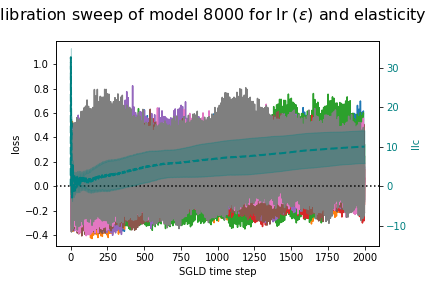 libration sweep of model 8000 for lr (ε) and elasticity
1.0
0.8
0.6
0.4
0.2
0.0
−0.2
−0.4
loss
30
20
10
0
−10
llc
0 250 500 750 1000 1250 1500 1750 2000
SGLD time step